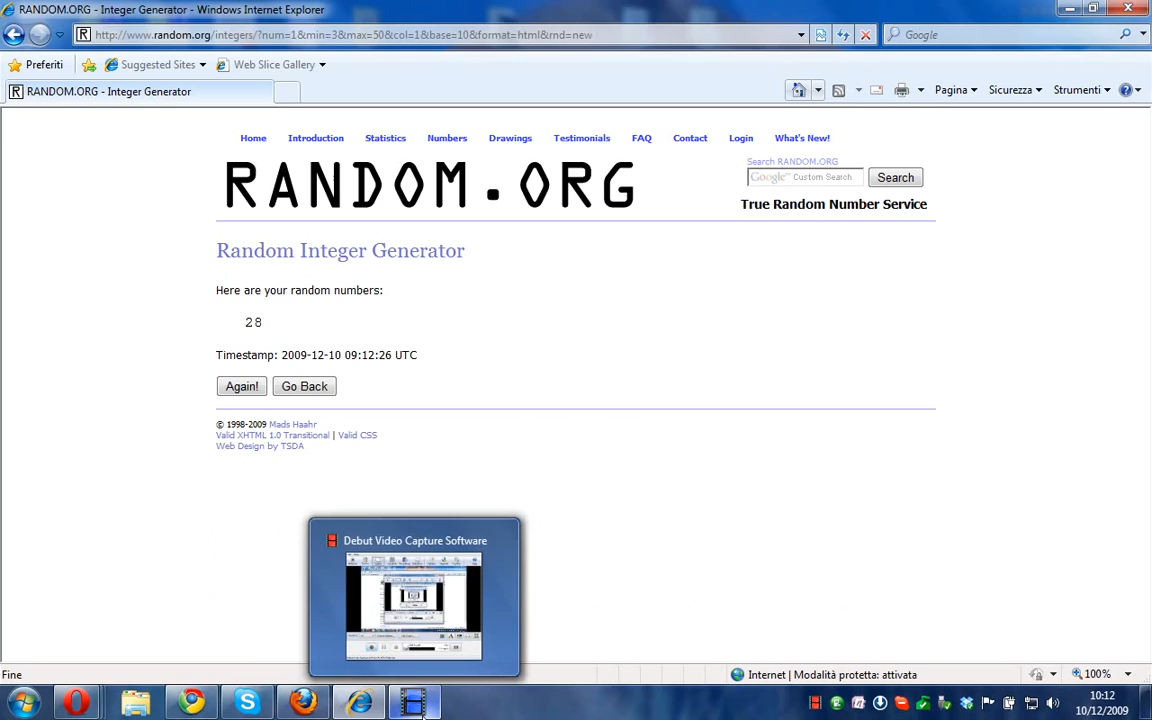 RANDOM.ORG - Integer Generator - Windows Internet Explorer
http://www.random.org/integers/?num=1&min=3&max=50&col=1&base=10&format=html&rnd=new
Google
Preferiti
Suggested Sites
Web Slice Gallery
RANDOM.ORG - Integer Generator
Pagina
Sicurezza
Strumenti
Home Introduction Statistics Numbers Drawings Testimonials FAQ Contact Login What's New!
Search RANDOM.ORG
RANDOM.ORG
Google™ Custom Search
Search
True Random Number Service
Random Integer Generator
Here are your random numbers:
28
Timestamp: 2009-12-10 09:12:26 UTC
Again! Go Back
© 1998-2009 Mads Haahr
Valid XHTML 1.0 Transitional | Valid CSS
Web Design by TSDA
Debut Video Capture Software
Fine
Internet | Modalità protetta: attivata
100%
10:12
10/12/2009